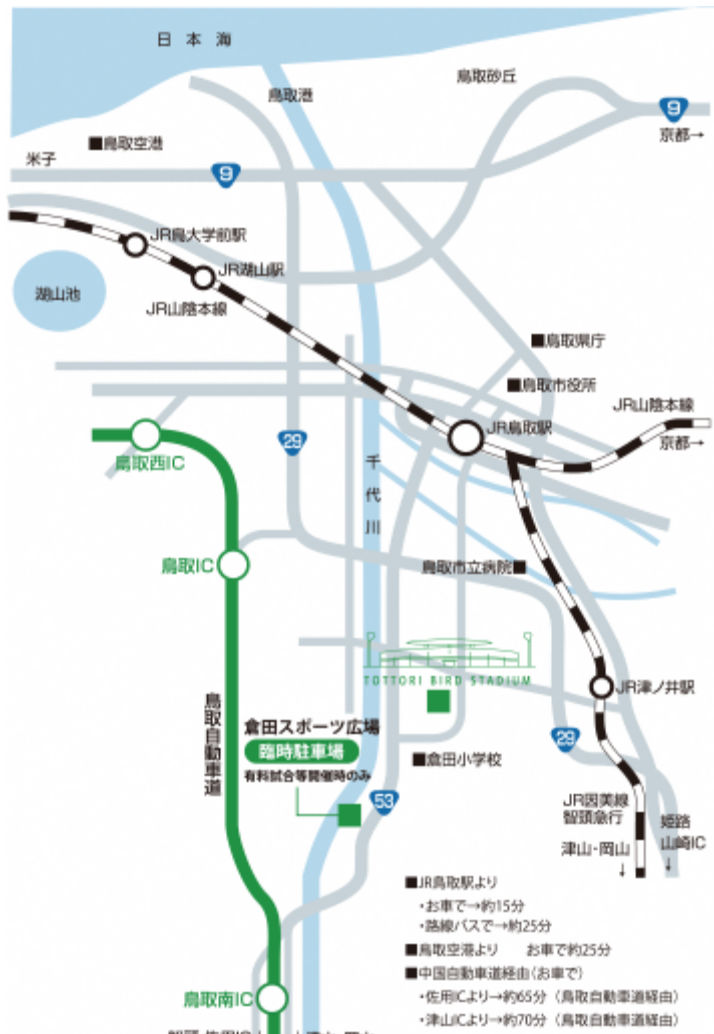 日本海
鳥取港
鳥取砂丘
9
京都→
■鳥取空港
米子
9
JR鳥大学前駅
JR湖山駅
湖山池
JR山陰本線
■鳥取県庁
■鳥取市役所
JR山陰本線
JR鳥取駅
京都→
29
鳥取西IC
千代川
鳥取IC
鳥取市立病院■
TOTTORI BIRD STADIUM
JR津ノ井駅
鳥取自動車道
倉田スポーツ広場
臨時駐車場
有料試合等開催時のみ
29
■倉田小学校
53
JR因美線
智頭急行
津山・岡山
↓
姫路
山崎IC
↓
■JR鳥取駅より
・お車で→約15分
・路線バスで→約25分
■鳥取空港より お車で約25分
■中国自動車道経由(お車で)
・佐用ICより→約65分(鳥取自動車道経由)
・津山ICより→約70分(鳥取自動車道経由)
鳥取南IC